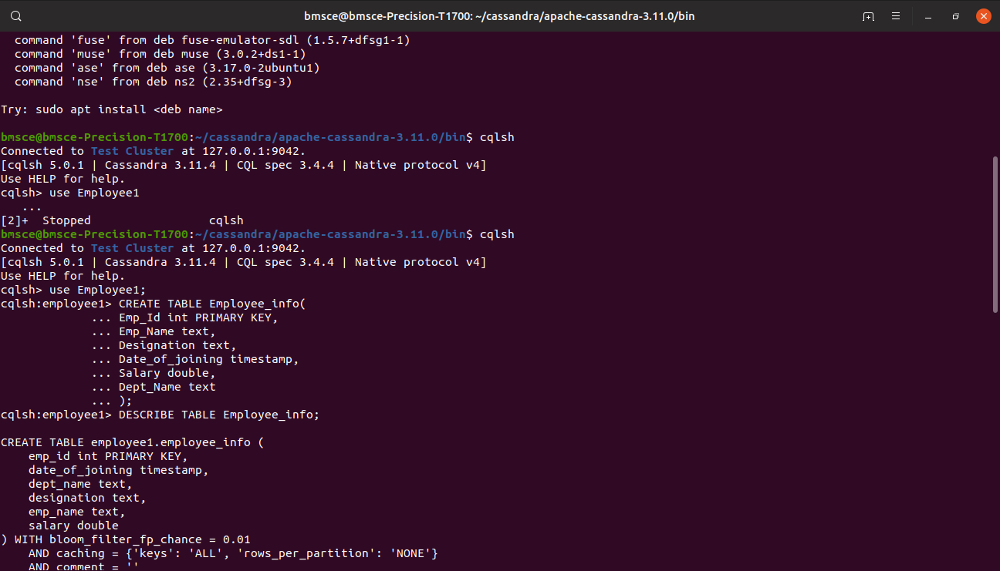 bmsce@bmsce-Precision-T1700: ~/cassandra/apache-cassandra-3.11.0/bin
command 'fuse' from deb fuse-emulator-sdl (1.5.7+dfsg1-1)
command 'muse' from deb muse (3.0.2+ds1-1)
command 'ase' from deb ase (3.17.0-2ubuntu1)
command 'nse' from deb ns2 (2.35+dfsg-3)
Try: sudo apt install <deb name>
bmsce@bmsce-Precision-T1700:~/cassandra/apache-cassandra-3.11.0/bin$ cqlsh
Connected to Test Cluster at 127.0.0.1:9042.
[cqlsh 5.0.1 | Cassandra 3.11.4 | CQL spec 3.4.4 | Native protocol v4]
Use HELP for help.
cqlsh> use Employee1
...
[2]+  Stopped                 cqlsh
bmsce@bmsce-Precision-T1700:~/cassandra/apache-cassandra-3.11.0/bin$ cqlsh
Connected to Test Cluster at 127.0.0.1:9042.
[cqlsh 5.0.1 | Cassandra 3.11.4 | CQL spec 3.4.4 | Native protocol v4]
Use HELP for help.
cqlsh> use Employee1;
cqlsh:employee1> CREATE TABLE Employee_info(
... Emp_Id int PRIMARY KEY,
... Emp_Name text,
... Designation text,
... Date_of_joining timestamp,
... Salary double,
... Dept_Name text
... );
cqlsh:employee1> DESCRIBE TABLE Employee_info;
CREATE TABLE employee1.employee_info (
emp_id int PRIMARY KEY,
date_of_joining timestamp,
dept_name text,
designation text,
emp_name text,
salary double
) WITH bloom_filter_fp_chance = 0.01
AND caching = {'keys': 'ALL', 'rows_per_partition': 'NONE'}
AND comment = ''